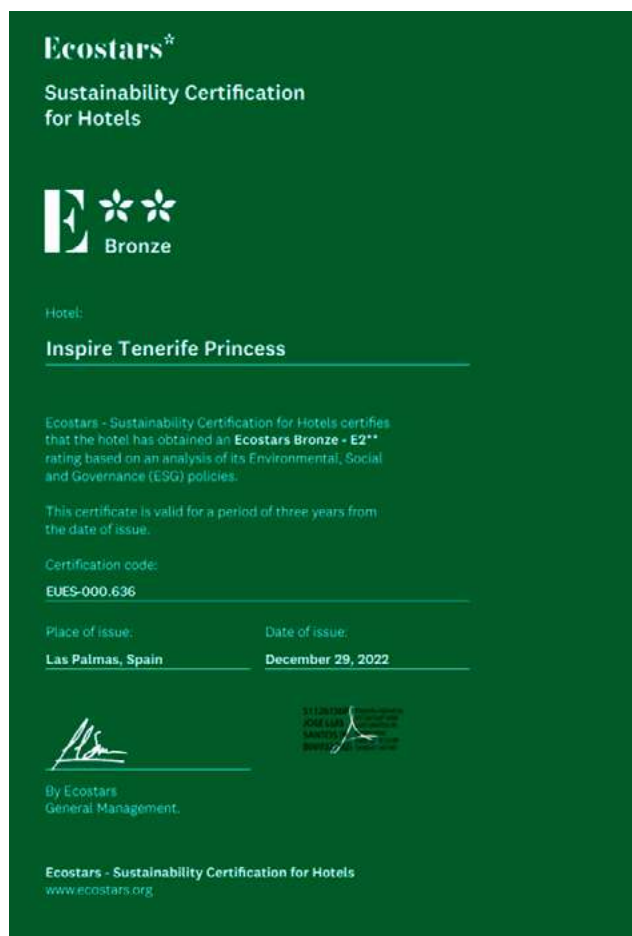 Ecostars*
Sustainability Certification
for Hotels
E**
Bronze
Hotel:
Inspire Tenerife Princess
Ecostars - Sustainability Certification for Hotels certifies
that the hotel has obtained an Ecostars Bronze - E2**
rating based on an analysis of its Environmental, Social
and Governance (ESG) policies.
This certificate is valid for a period of three years from
the date of issue.
Certification code:
EUES-000.636
Place of issue:
Date of issue:
Las Palmas, Spain
December 29, 2022
JOSE LUIS
SANTOS
By Ecostars
General Management.
Ecostars - Sustainability Certification for Hotels
www.ecostars.org